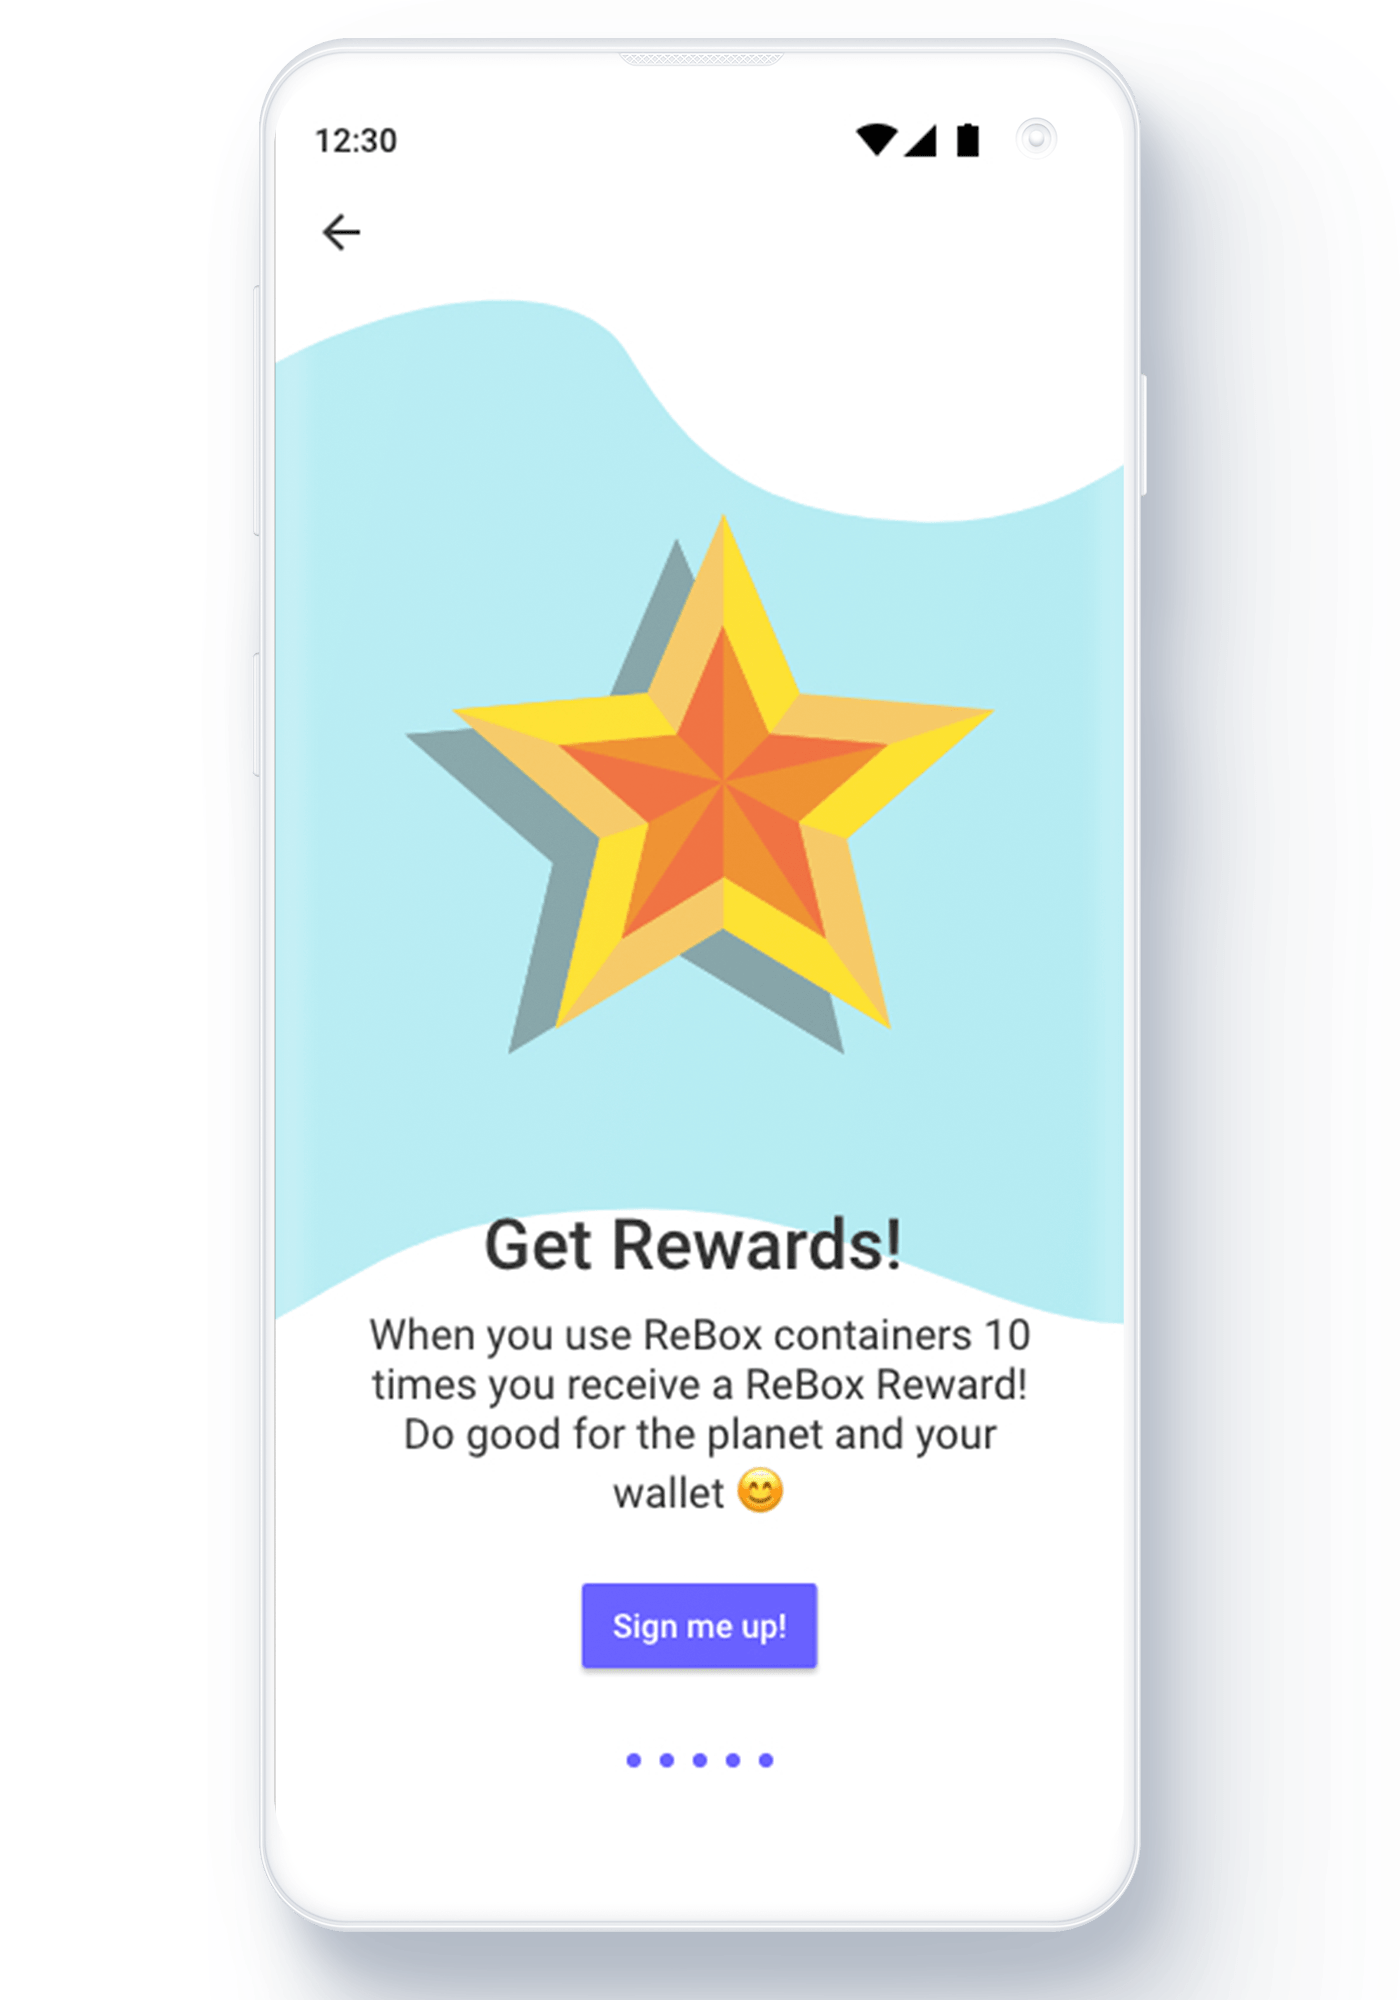 12:30
Get Rewards!
When you use ReBox containers 10
times you receive a ReBox Reward!
Do good for the planet and your
wallet 😊
Sign me up!